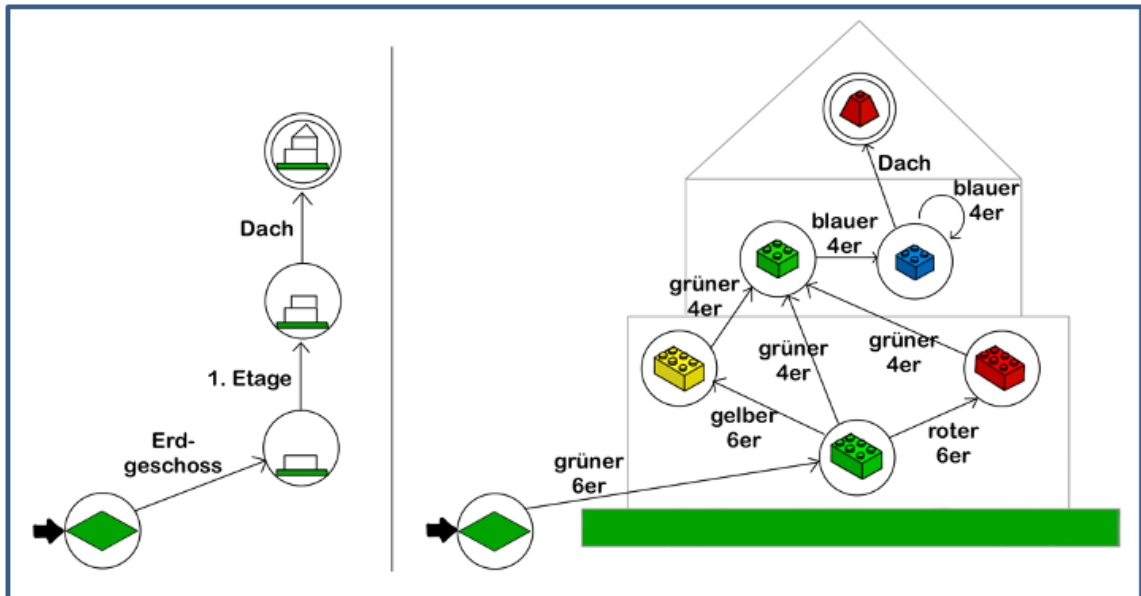 Dach
1. Etage
Erd-
geschoss
Dach
blauer
4er
blauer
4er
grüner
4er
grüner
4er
grüner
4er
gelber
6er
roter
6er
grüner
6er